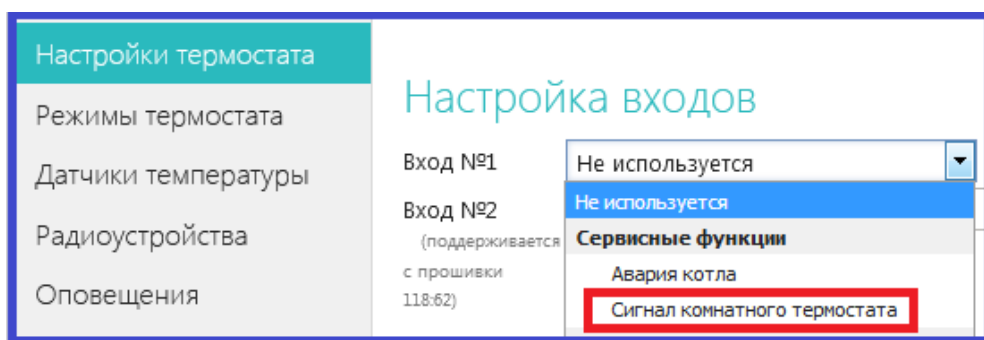 Настройки термостата
Режимы термостата
Датчики температуры
Радиоустройства
Оповещения
Настройка входов
Вход №1
Не используется
Не используется
Вход №2
(поддерживается
с прошивки
118:62)
Сервисные функции
Авария котла
Сигнал комнатного термостата